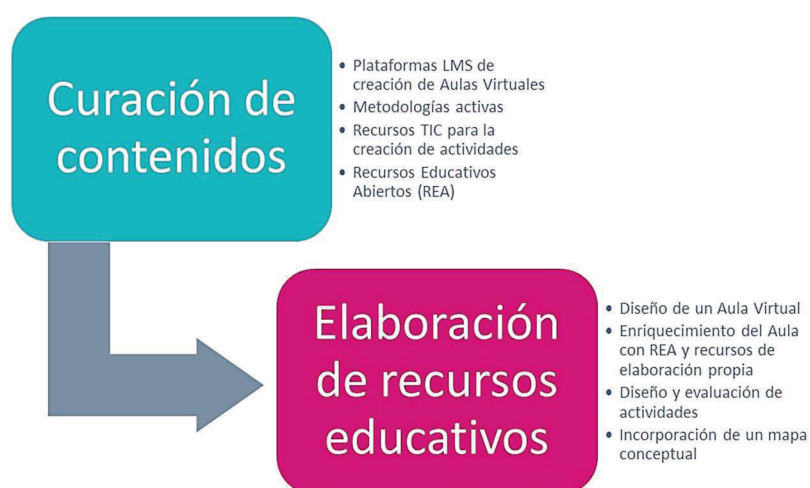 Curación de
contenidos
• Plataformas LMS de
creación de Aulas Virtuales
• Metodologías activas
• Recursos TIC para la
creación de actividades
• Recursos Educativos
Abiertos (REA)
Elaboración
de recursos
educativos
• Diseño de un Aula Virtual
• Enriquecimiento del Aula
con REA y recursos de
elaboración propia
• Diseño y evaluación de
actividades
• Incorporación de un mapa
conceptual